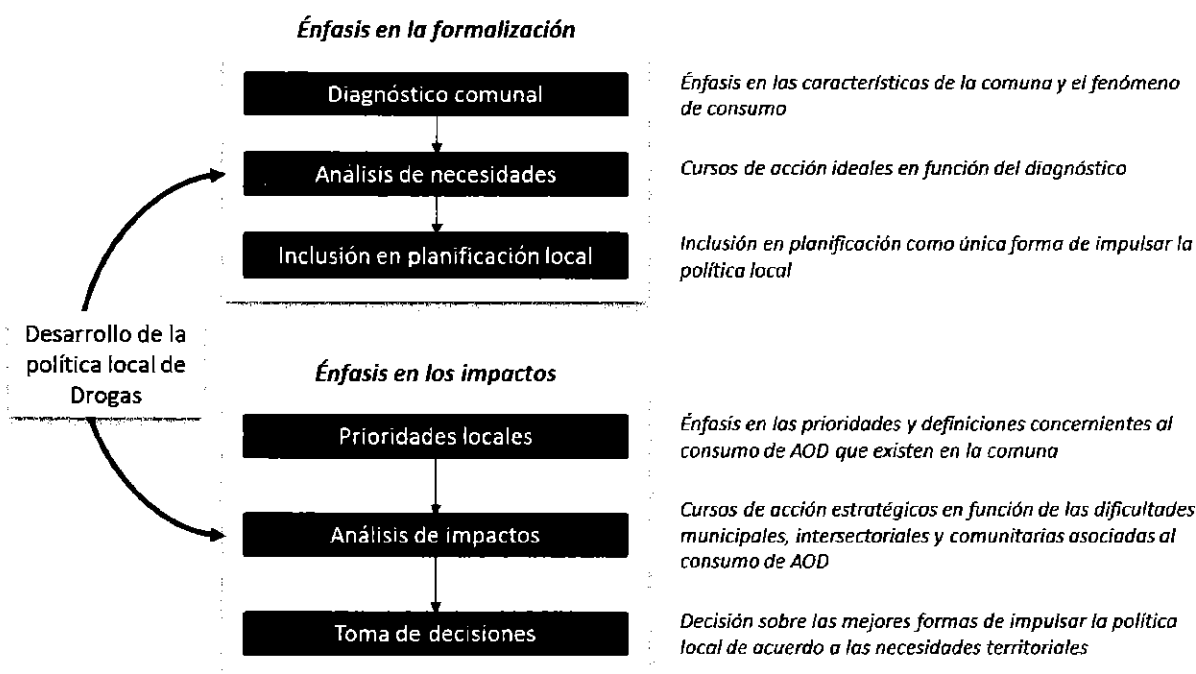 Énfasis en la formalización
Diagnóstico comunal
Énfasis en las características de la comuna y el fenómeno
de consumo
Análisis de necesidades
Cursos de acción ideales en función del diagnóstico
Inclusión en planificación local
Inclusión en planificación como única forma de impulsar la
política local
Desarrollo de la
política local de
Drogas
Énfasis en los impactos
Prioridades locales
Énfasis en las prioridades y definiciones concernientes al
consumo de AOD que existen en la comuna
Análisis de impactos
Cursos de acción estratégicos en función de las dificultades
municipales, intersectoriales y comunitarias asociadas al
consumo de AOD
Toma de decisiones
Decisión sobre las mejores formas de impulsar la política
local de acuerdo a las necesidades territoriales